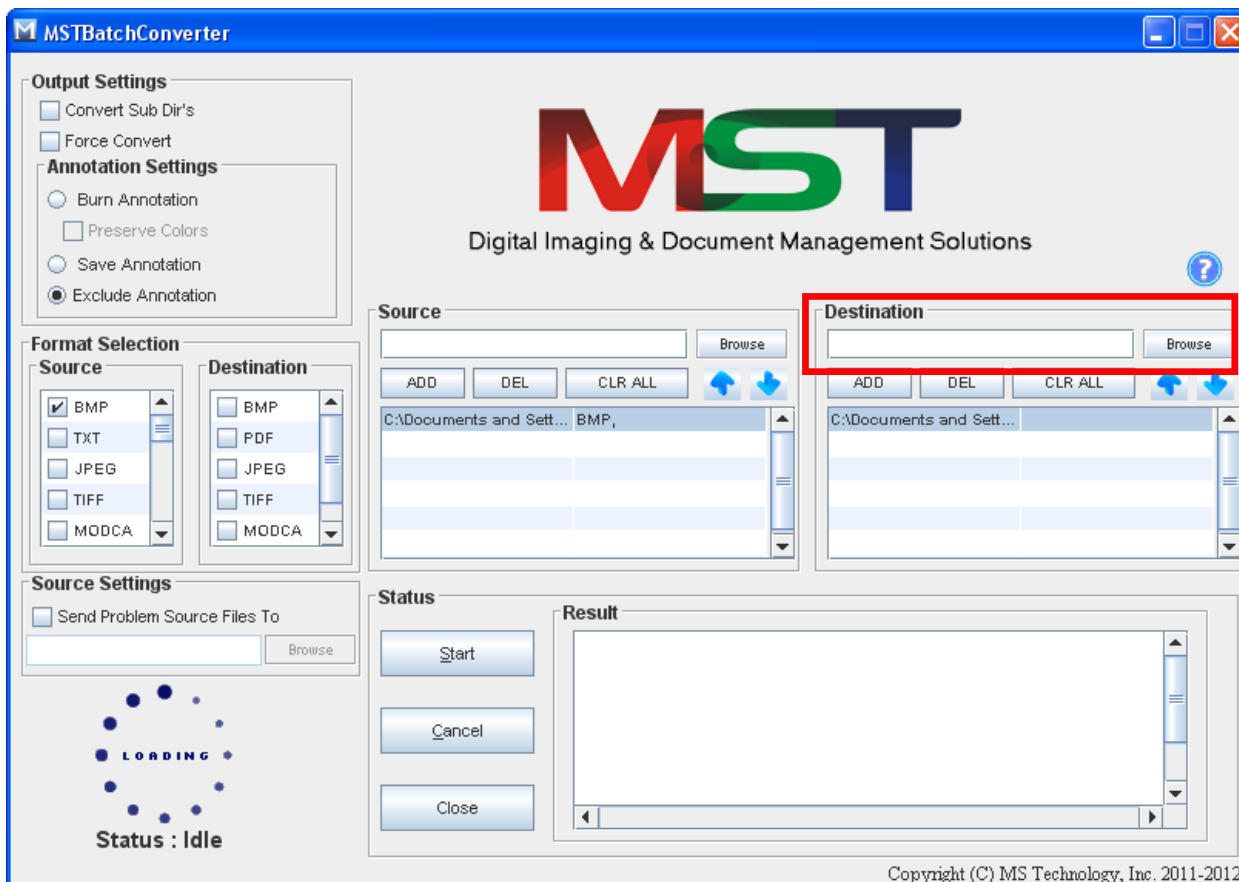 MSTBatchConverter
Output Settings
Convert Sub Dir's
Force Convert
Annotation Settings
Burn Annotation
Preserve Colors
Save Annotation
Exclude Annotation
MST
Digital Imaging & Document Management Solutions
?
Format Selection
Source
BMP
TXT
JPEG
TIFF
MODCA
Destination
BMP
PDF
JPEG
TIFF
MODCA
Source
Browse
ADD DEL CLR ALL
C:\Documents and Sett... BMP,
Destination
Browse
ADD DEL CLR ALL
C:\Documents and Sett...
Source Settings
Send Problem Source Files To
Browse
LOADING
Status : Idle
Status
Start
Cancel
Close
Result
Copyright (C) MS Technology, Inc. 2011-2012